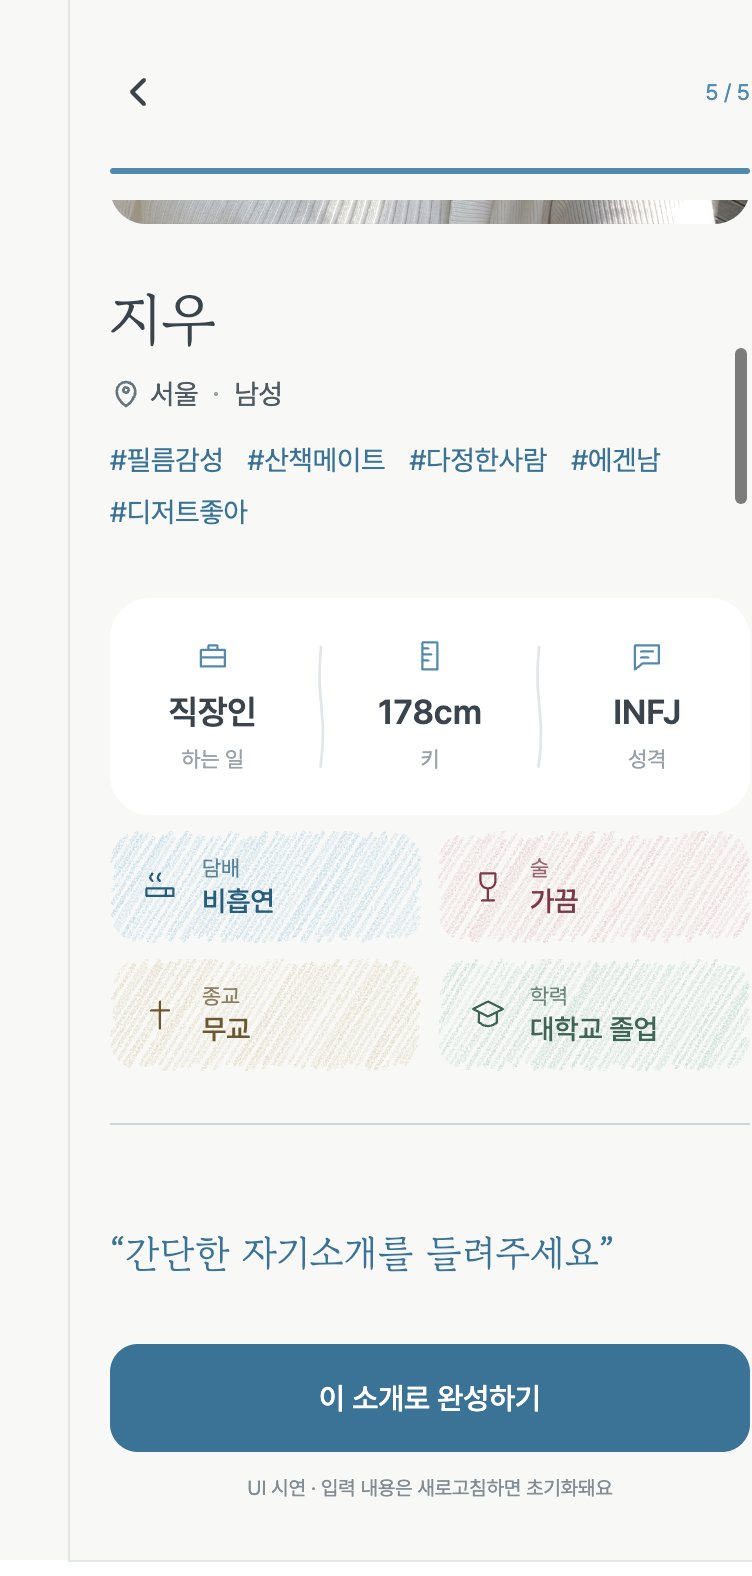 5 / 5
지우
서울 · 남성
#필름감성 #산책메이트 #다정한사람 #에겐남
#디저트좋아
직장인 178cm INFJ
하는 일 키 성격
담배 술
비흡연 가끔
종교 학력
무교 대학교 졸업
“간단한 자기소개를 들려주세요”
이 소개로 완성하기
UI 시연 · 입력 내용은 새로고침하면 초기화돼요